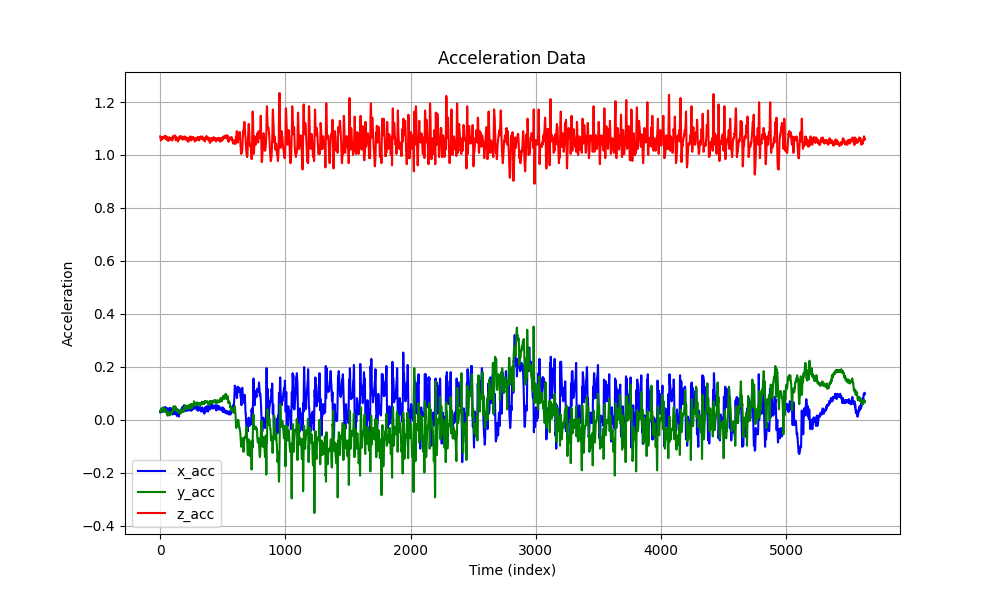 Acceleration Data
1.2
1.0
0.8
0.6
0.4
0.2
0.0
−0.2
−0.4
Acceleration
x_acc
y_acc
z_acc
0 1000 2000 3000 4000 5000
Time (index)